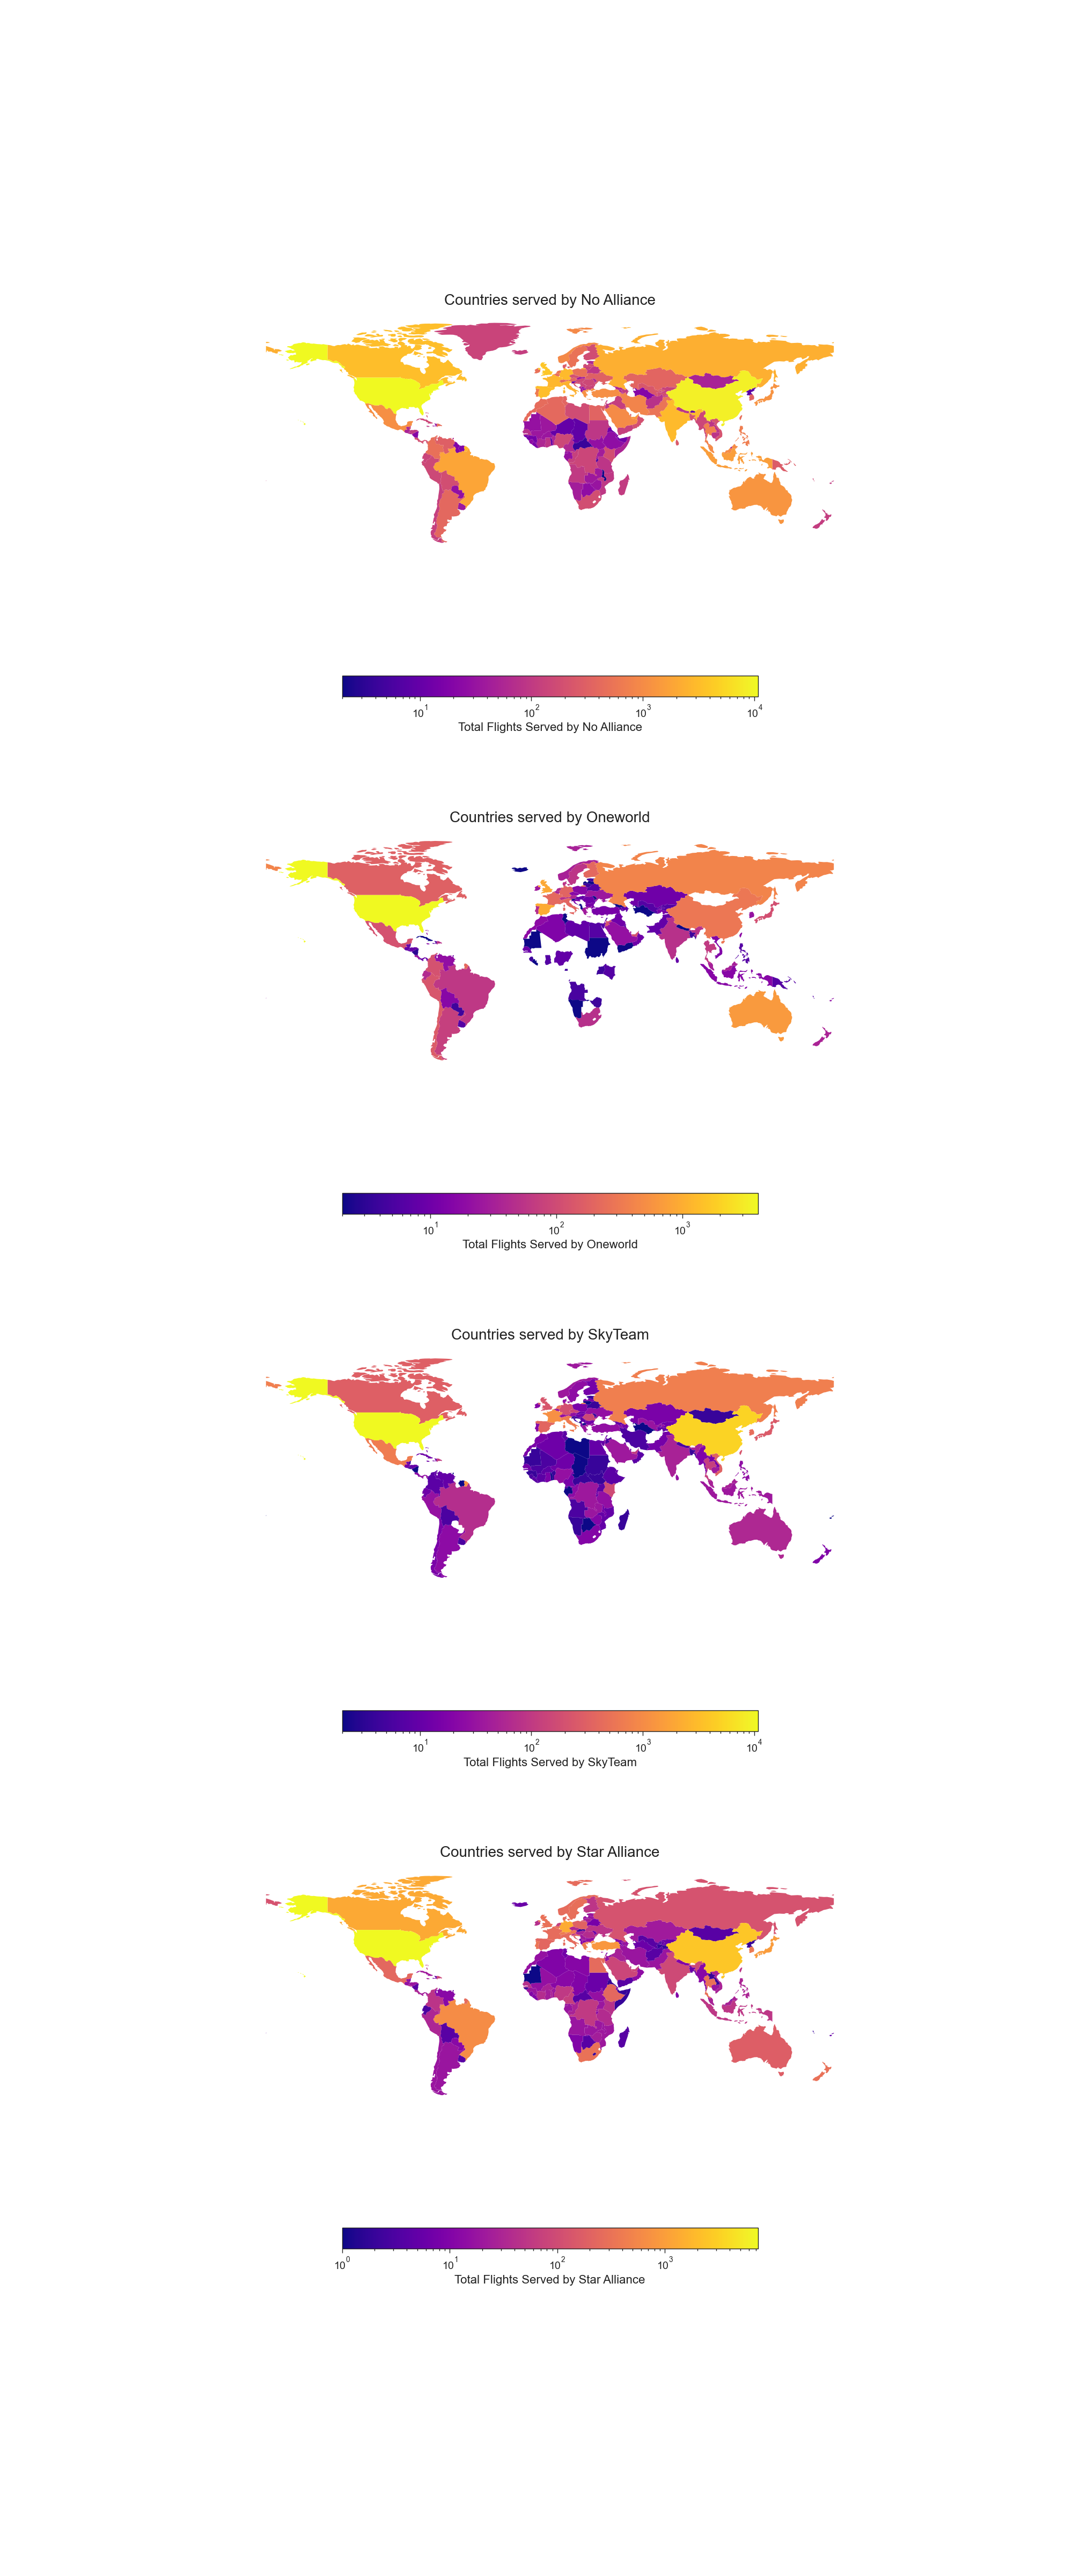 Countries served by No Alliance
10^1 10^2 10^3 10^4
Total Flights Served by No Alliance
Countries served by Oneworld
10^1 10^2 10^3
Total Flights Served by Oneworld
Countries served by SkyTeam
10^1 10^2 10^3 10^4
Total Flights Served by SkyTeam
Countries served by Star Alliance
10^0 10^1 10^2 10^3
Total Flights Served by Star Alliance